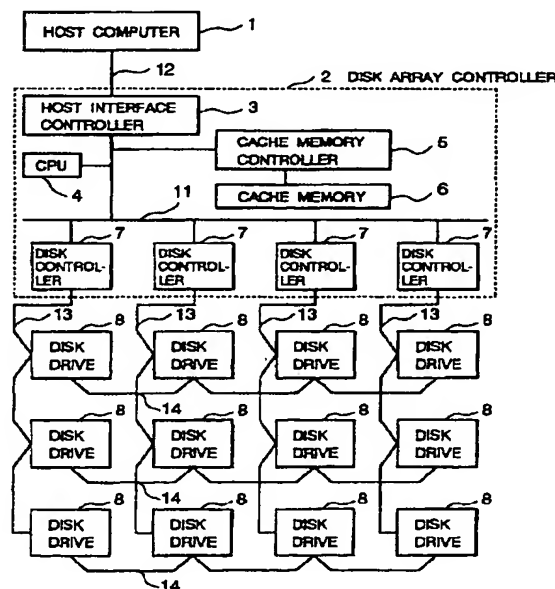 HOST COMPUTER 1
12
2 DISK ARRAY CONTROLLER
HOST INTERFACE
CONTROLLER
3
CACHE MEMORY
CONTROLLER
5
CPU
4
CACHE MEMORY 6
11
7 7 7 7
DISK
CONTROL-
LER
DISK
CONTROL-
LER
DISK
CONTROL-
LER
DISK
CONTROL-
LER
13 8 13 8 13 8 13 8
DISK
DRIVE
DISK
DRIVE
DISK
DRIVE
DISK
DRIVE
14
8 8 8 8
DISK
DRIVE
DISK
DRIVE
DISK
DRIVE
DISK
DRIVE
14
8 8 8 8
DISK
DRIVE
DISK
DRIVE
DISK
DRIVE
DISK
DRIVE
14